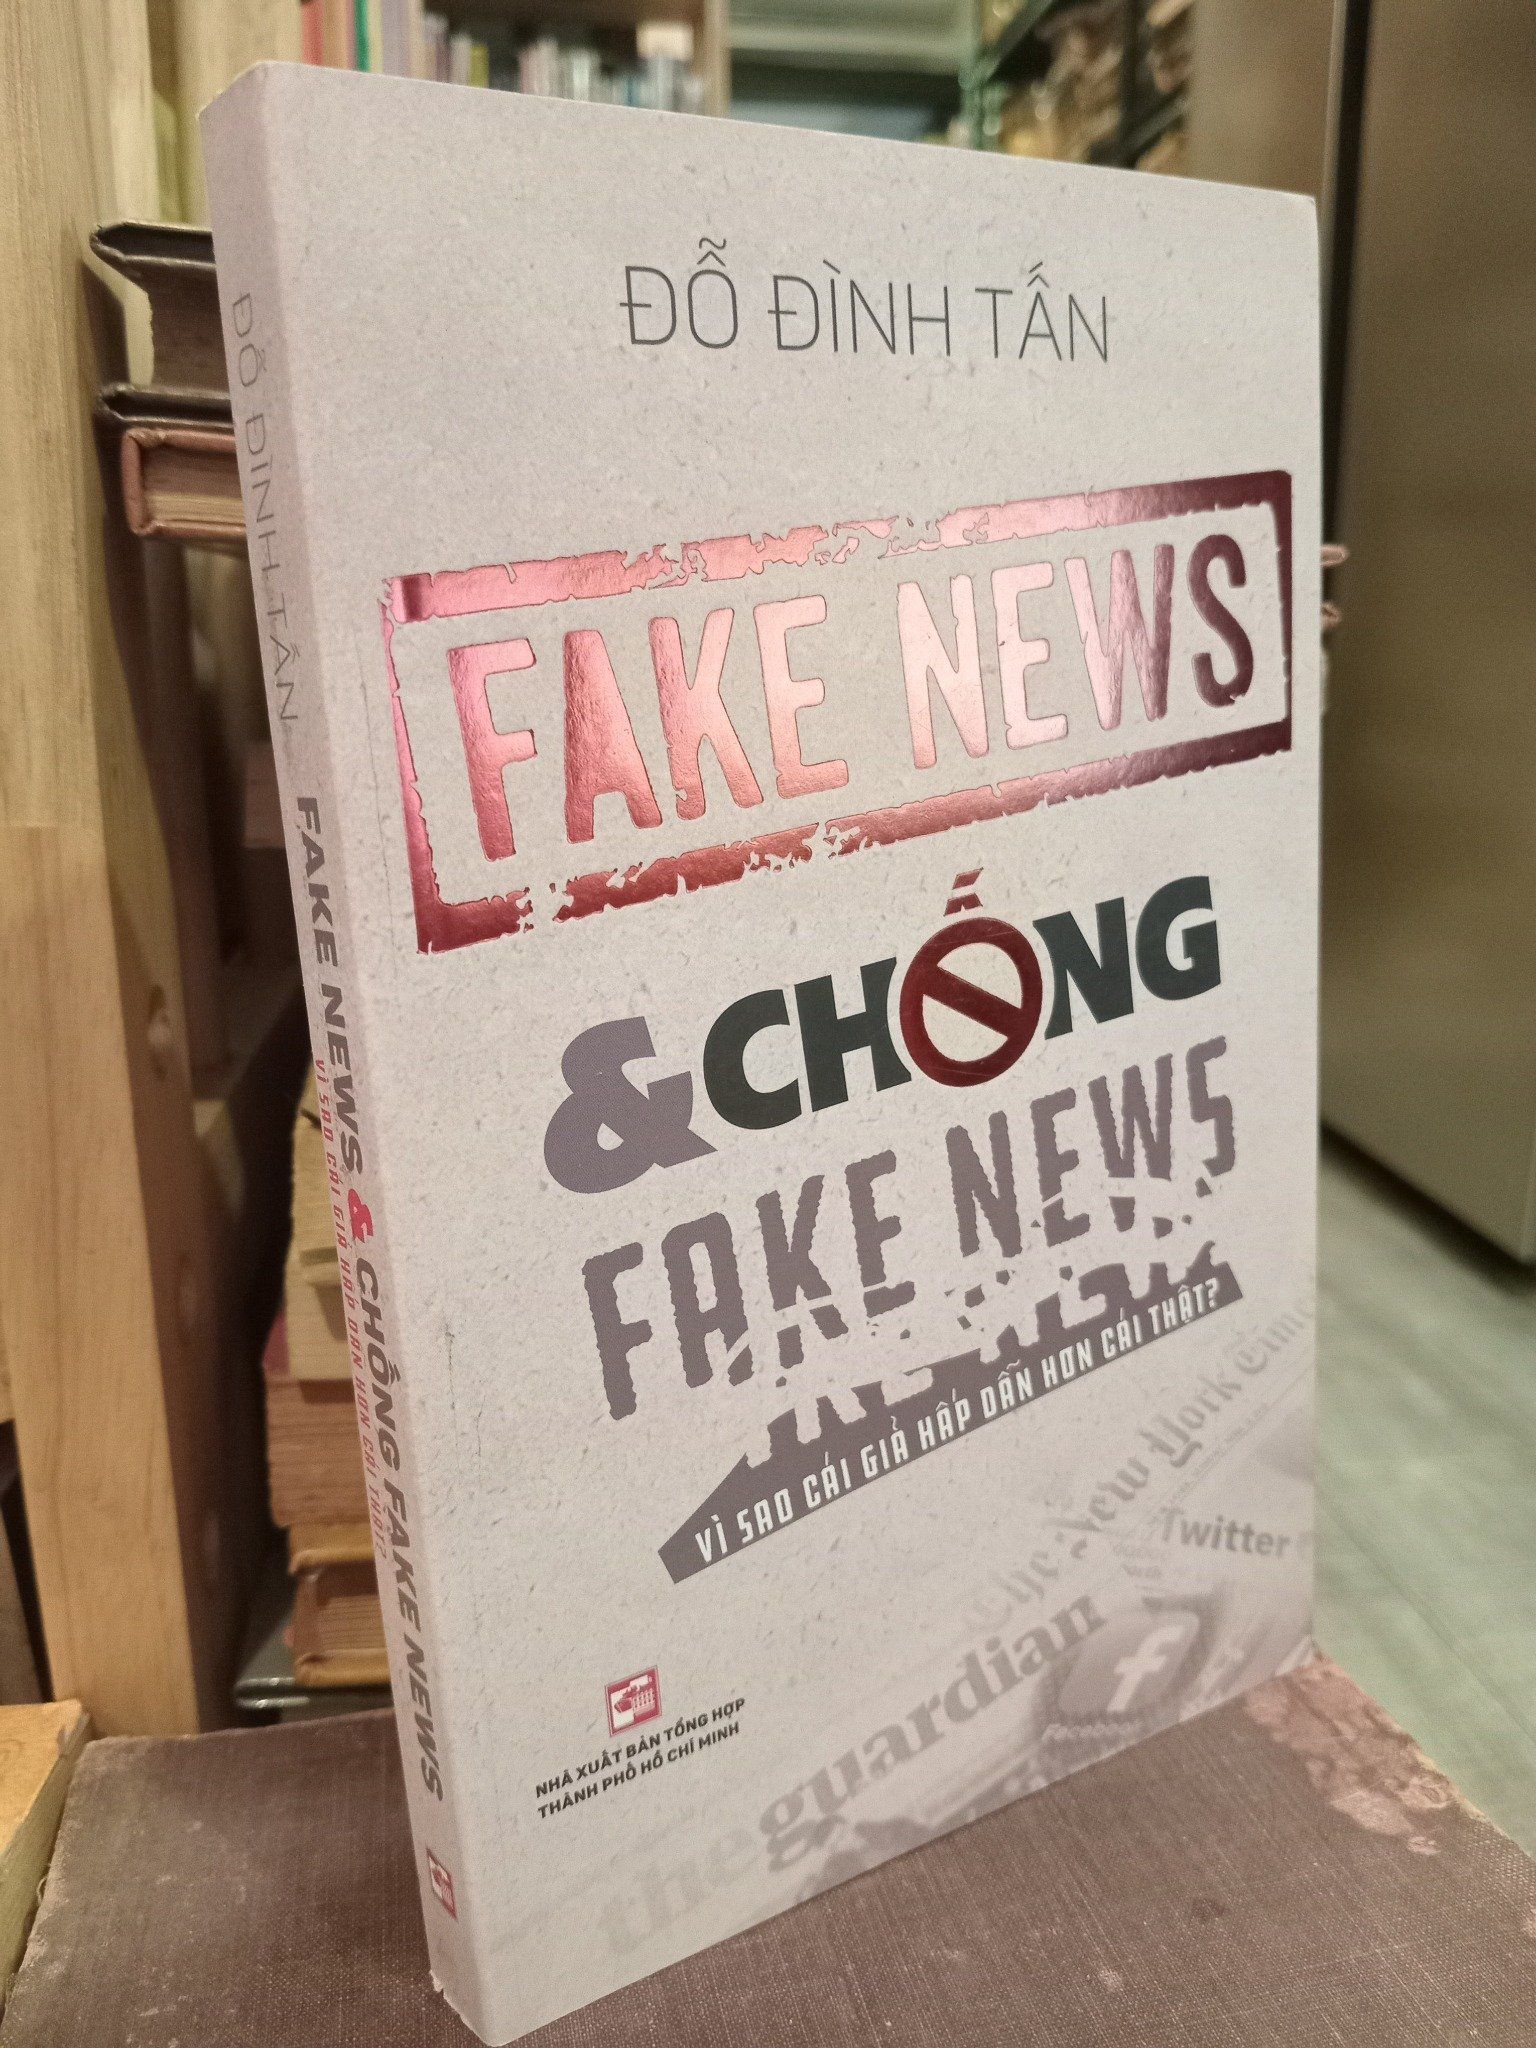 ĐỖ ĐÌNH TẤN
FAKE NEWS
& CHỐNG
FAKE NEWS
VÌ SAO CÁI GIẢ HẤP DẪN HƠN CÁI THẬT?
The New York Times
Twitter
theguardian
f
NHÀ XUẤT BẢN TỔNG HỢP
THÀNH PHỐ HỒ CHÍ MINH
ĐỖ ĐÌNH TẤN
FAKE NEWS & CHỐNG FAKE NEWS
VÌ SAO CÁI GIẢ HẤP DẪN HƠN CÁI THẬT?